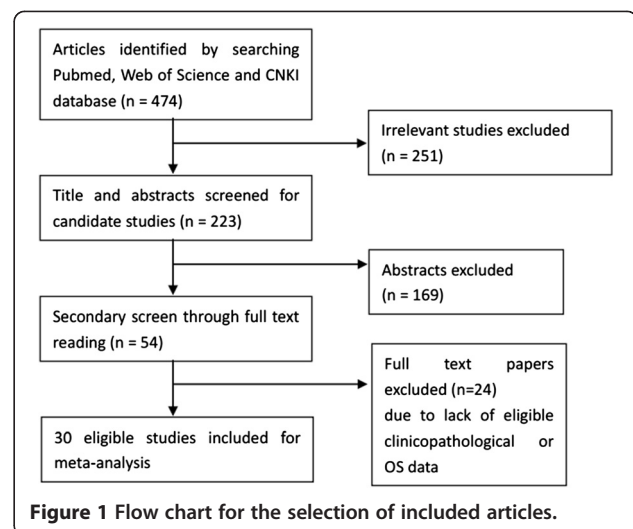 Articles identified by searching
Pubmed, Web of Science and CNKI
database (n = 474)
Irrelevant studies excluded
(n = 251)
Title and abstracts screened for
candidate studies (n = 223)
Abstracts excluded
(n = 169)
Secondary screen through full text
reading (n = 54)
Full text papers
excluded (n=24)
due to lack of eligible
clinicopathological or
OS data
30 eligible studies included for
meta-analysis
Figure 1 Flow chart for the selection of included articles.